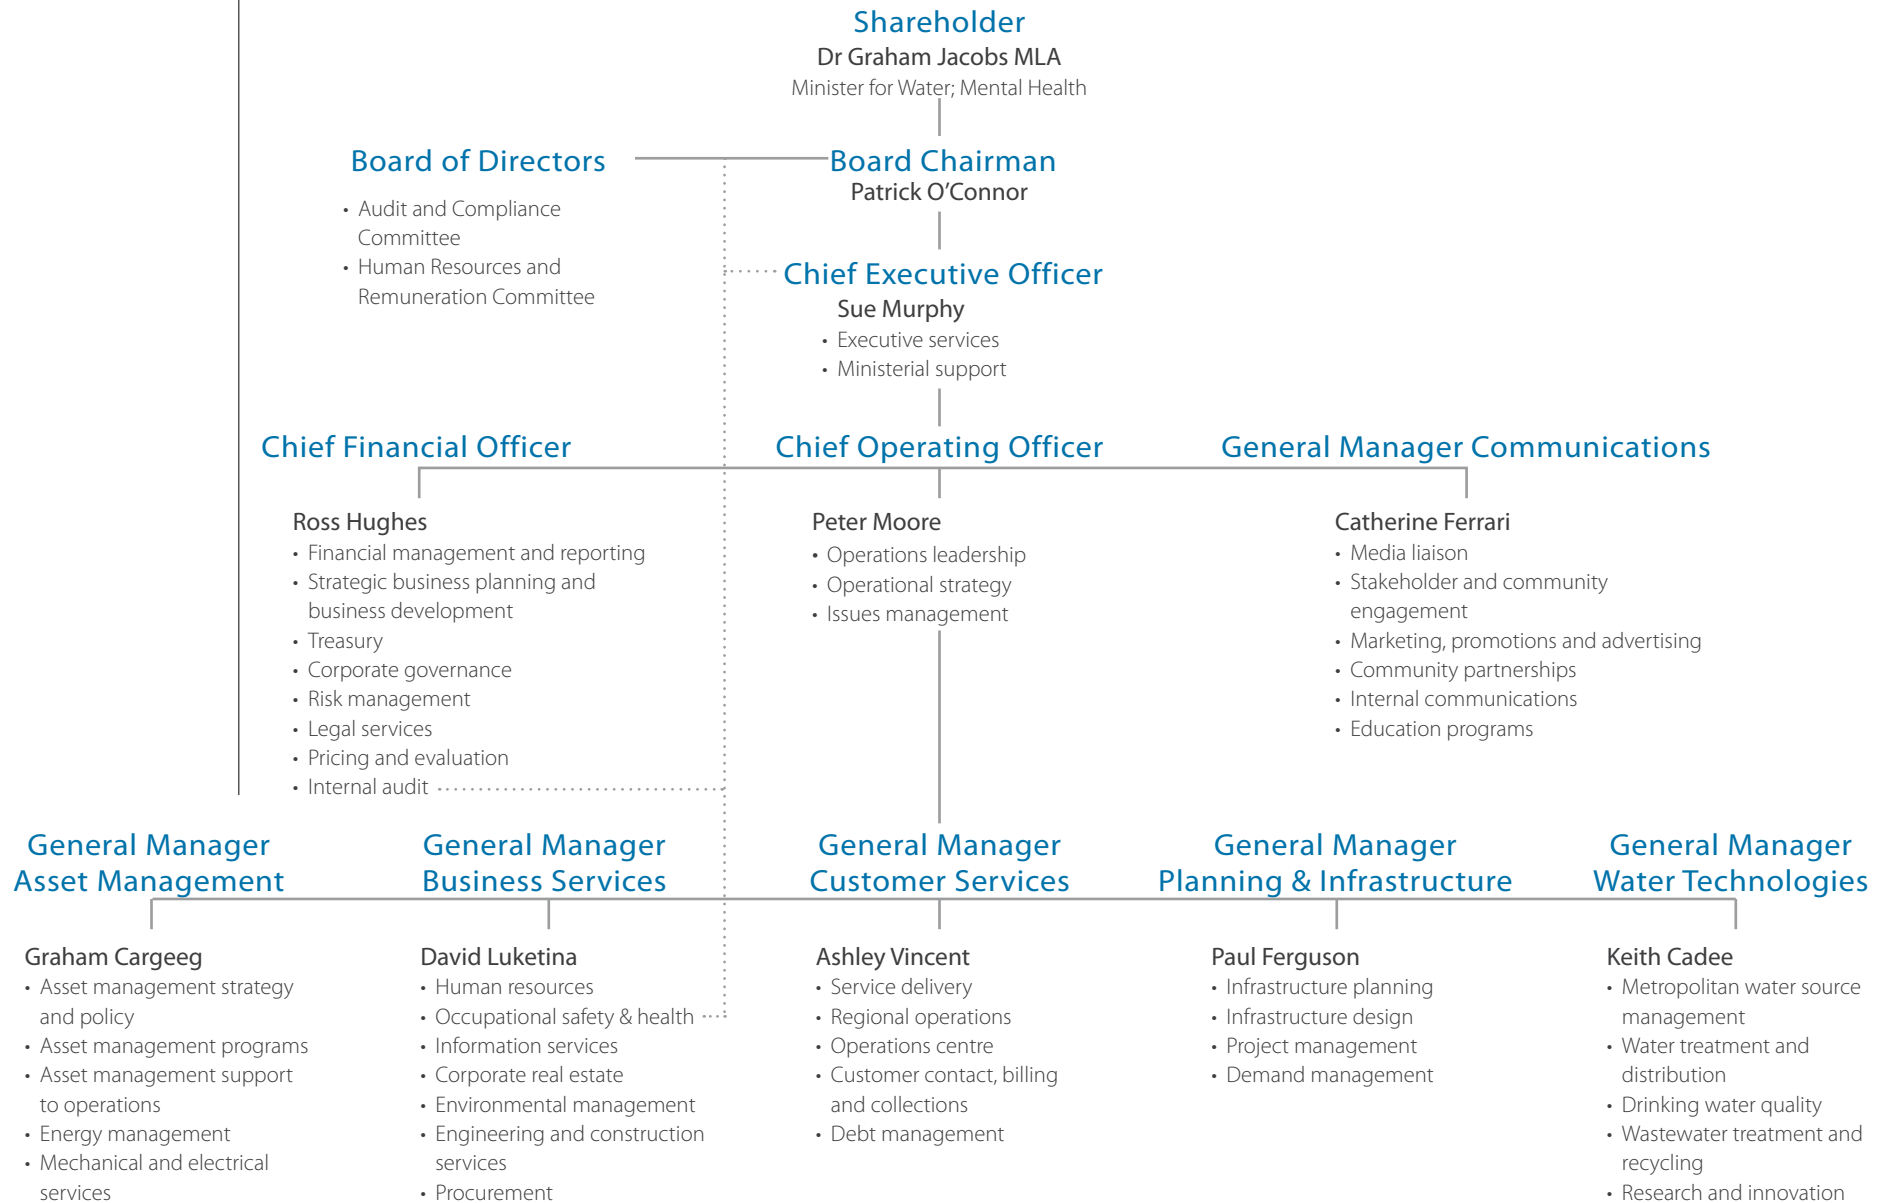 Shareholder
Dr Graham Jacobs MLA
Minister for Water; Mental Health
Board of Directors
• Audit and Compliance
Committee
• Human Resources and
Remuneration Committee
Board Chairman
Patrick O’Connor
Chief Executive Officer
Sue Murphy
• Executive services
• Ministerial support
Chief Financial Officer
Ross Hughes
• Financial management and reporting
• Strategic business planning and
business development
• Treasury
• Corporate governance
• Risk management
• Legal services
• Pricing and evaluation
• Internal audit
Chief Operating Officer
Peter Moore
• Operations leadership
• Operational strategy
• Issues management
General Manager Communications
Catherine Ferrari
• Media liaison
• Stakeholder and community
engagement
• Marketing, promotions and advertising
• Community partnerships
• Internal communications
• Education programs
General Manager
Asset Management
Graham Cargeeg
• Asset management strategy
and policy
• Asset management programs
• Asset management support
to operations
• Energy management
• Mechanical and electrical
services
General Manager
Business Services
David Luketina
• Human resources
• Occupational safety & health
• Information services
• Corporate real estate
• Environmental management
• Engineering and construction
services
• Procurement
General Manager
Customer Services
Ashley Vincent
• Service delivery
• Regional operations
• Operations centre
• Customer contact, billing
and collections
• Debt management
General Manager
Planning & Infrastructure
Paul Ferguson
• Infrastructure planning
• Infrastructure design
• Project management
• Demand management
General Manager
Water Technologies
Keith Cadee
• Metropolitan water source
management
• Water treatment and
distribution
• Drinking water quality
• Wastewater treatment and
recycling
• Research and innovation